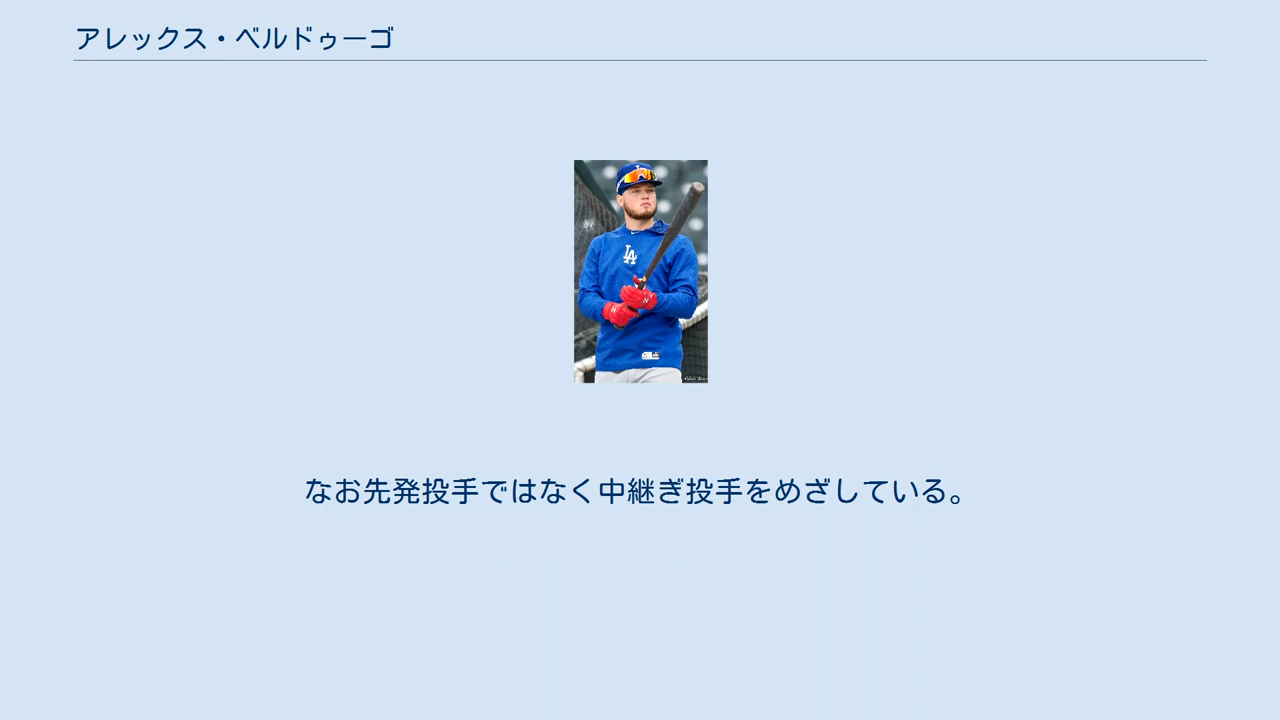 アレックス・ベルドゥーゴ
LA
なお先発投手ではなく中継ぎ投手をめざしている。